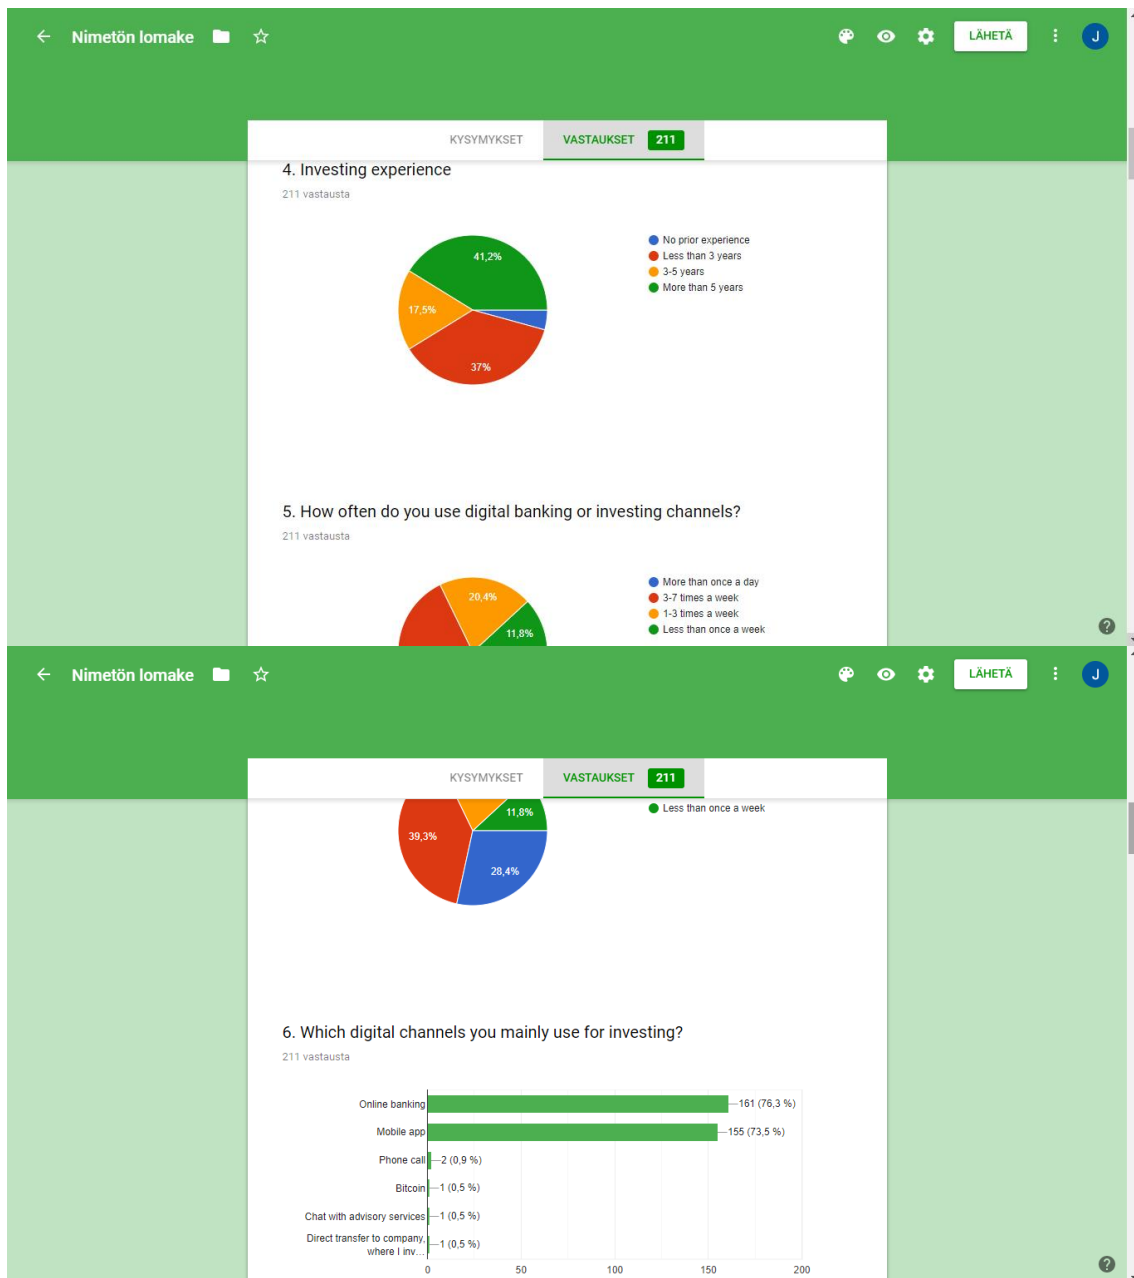 Nimetön lomake
LÄHETÄ
J
KYSYMYKSET
VASTAUKSET 211
4. Investing experience
211 vastausta
41,2%
17,5%
37%
No prior experience
Less than 3 years
3-5 years
More than 5 years
5. How often do you use digital banking or investing channels?
211 vastausta
20,4%
11,8%
More than once a day
3-7 times a week
1-3 times a week
Less than once a week
Nimetön lomake
LÄHETÄ
J
KYSYMYKSET
VASTAUKSET 211
11,8%
39,3%
28,4%
Less than once a week
6. Which digital channels you mainly use for investing?
211 vastausta
Online banking 161 (76,3 %)
Mobile app 155 (73,5 %)
Phone call 2 (0,9 %)
Bitcoin 1 (0,5 %)
Chat with advisory services 1 (0,5 %)
Direct transfer to company,
where I inv... 1 (0,5 %)
0 50 100 150 200